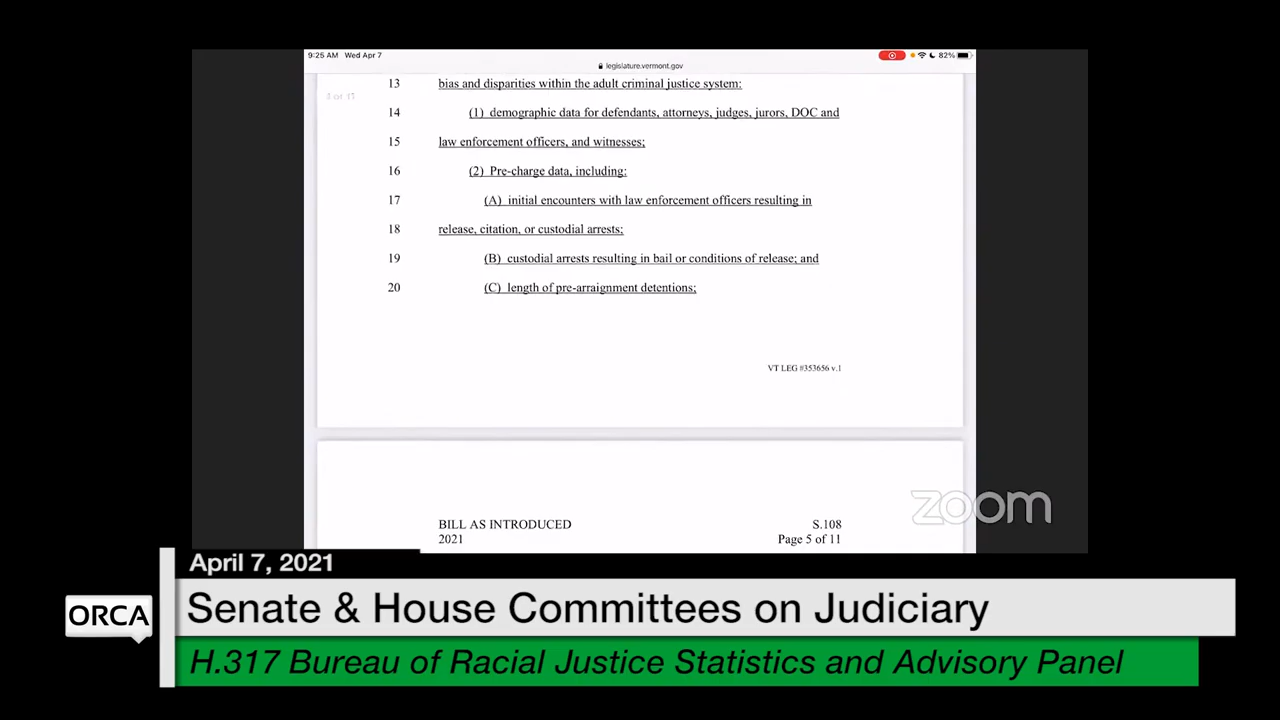 9:25 AM Wed Apr 7
82%
legislature.vermont.gov
5 of 17
13 bias and disparities within the adult criminal justice system:
14 (1) demographic data for defendants, attorneys, judges, jurors, DOC and
15 law enforcement officers, and witnesses;
16 (2) Pre-charge data, including:
17 (A) initial encounters with law enforcement officers resulting in
18 release, citation, or custodial arrests;
19 (B) custodial arrests resulting in bail or conditions of release; and
20 (C) length of pre-arraignment detentions;
VT LEG #353656 v.1
BILL AS INTRODUCED S.108
2021 Page 5 of 11
zoom
April 7, 2021
ORCA
Senate & House Committees on Judiciary
H.317 Bureau of Racial Justice Statistics and Advisory Panel